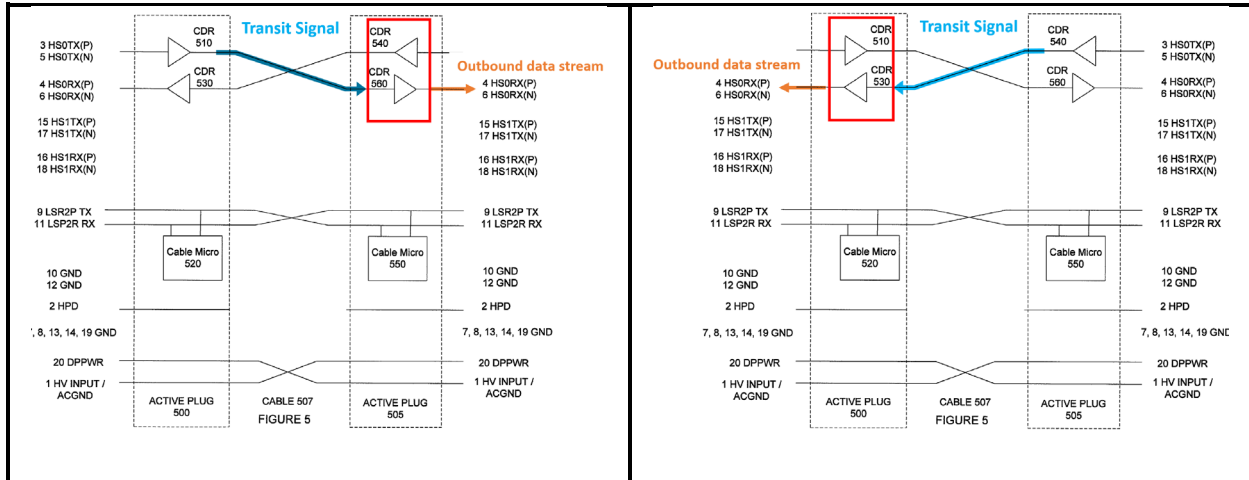 Transit Signal
CDR
510
CDR
540
3 HS0TX(P)
5 HS0TX(N)
CDR
530
CDR
560
Outbound data stream
4 HS0RX(P)
6 HS0RX(N)
4 HS0RX(P)
6 HS0RX(N)
15 HS1TX(P)
17 HS1TX(N)
15 HS1TX(P)
17 HS1TX(N)
16 HS1RX(P)
18 HS1RX(N)
16 HS1RX(P)
18 HS1RX(N)
9 LSR2P TX
11 LSP2R RX
9 LSR2P TX
11 LSP2R RX
Cable Micro
520
Cable Micro
550
10 GND
12 GND
10 GND
12 GND
2 HPD
2 HPD
, 8, 13, 14, 19 GND
7, 8, 13, 14, 19 GND
20 DPPWR
20 DPPWR
1 HV INPUT /
ACGND
1 HV INPUT /
ACGND
ACTIVE PLUG
500
CABLE 507
ACTIVE PLUG
505
FIGURE 5
Transit Signal
CDR
510
CDR
540
3 HS0TX(P)
5 HS0TX(N)
Outbound data stream
4 HS0RX(P)
6 HS0RX(N)
CDR
530
CDR
560
4 HS0RX(P)
6 HS0RX(N)
15 HS1TX(P)
17 HS1TX(N)
15 HS1TX(P)
17 HS1TX(N)
16 HS1RX(P)
18 HS1RX(N)
16 HS1RX(P)
18 HS1RX(N)
9 LSR2P TX
11 LSP2R RX
9 LSR2P TX
11 LSP2R RX
Cable Micro
520
Cable Micro
550
10 GND
12 GND
10 GND
12 GND
2 HPD
2 HPD
7, 8, 13, 14, 19 GND
7, 8, 13, 14, 19 GND
20 DPPWR
20 DPPWR
1 HV INPUT /
ACGND
1 HV INPUT /
ACGND
ACTIVE PLUG
500
CABLE 507
ACTIVE PLUG
505
FIGURE 5